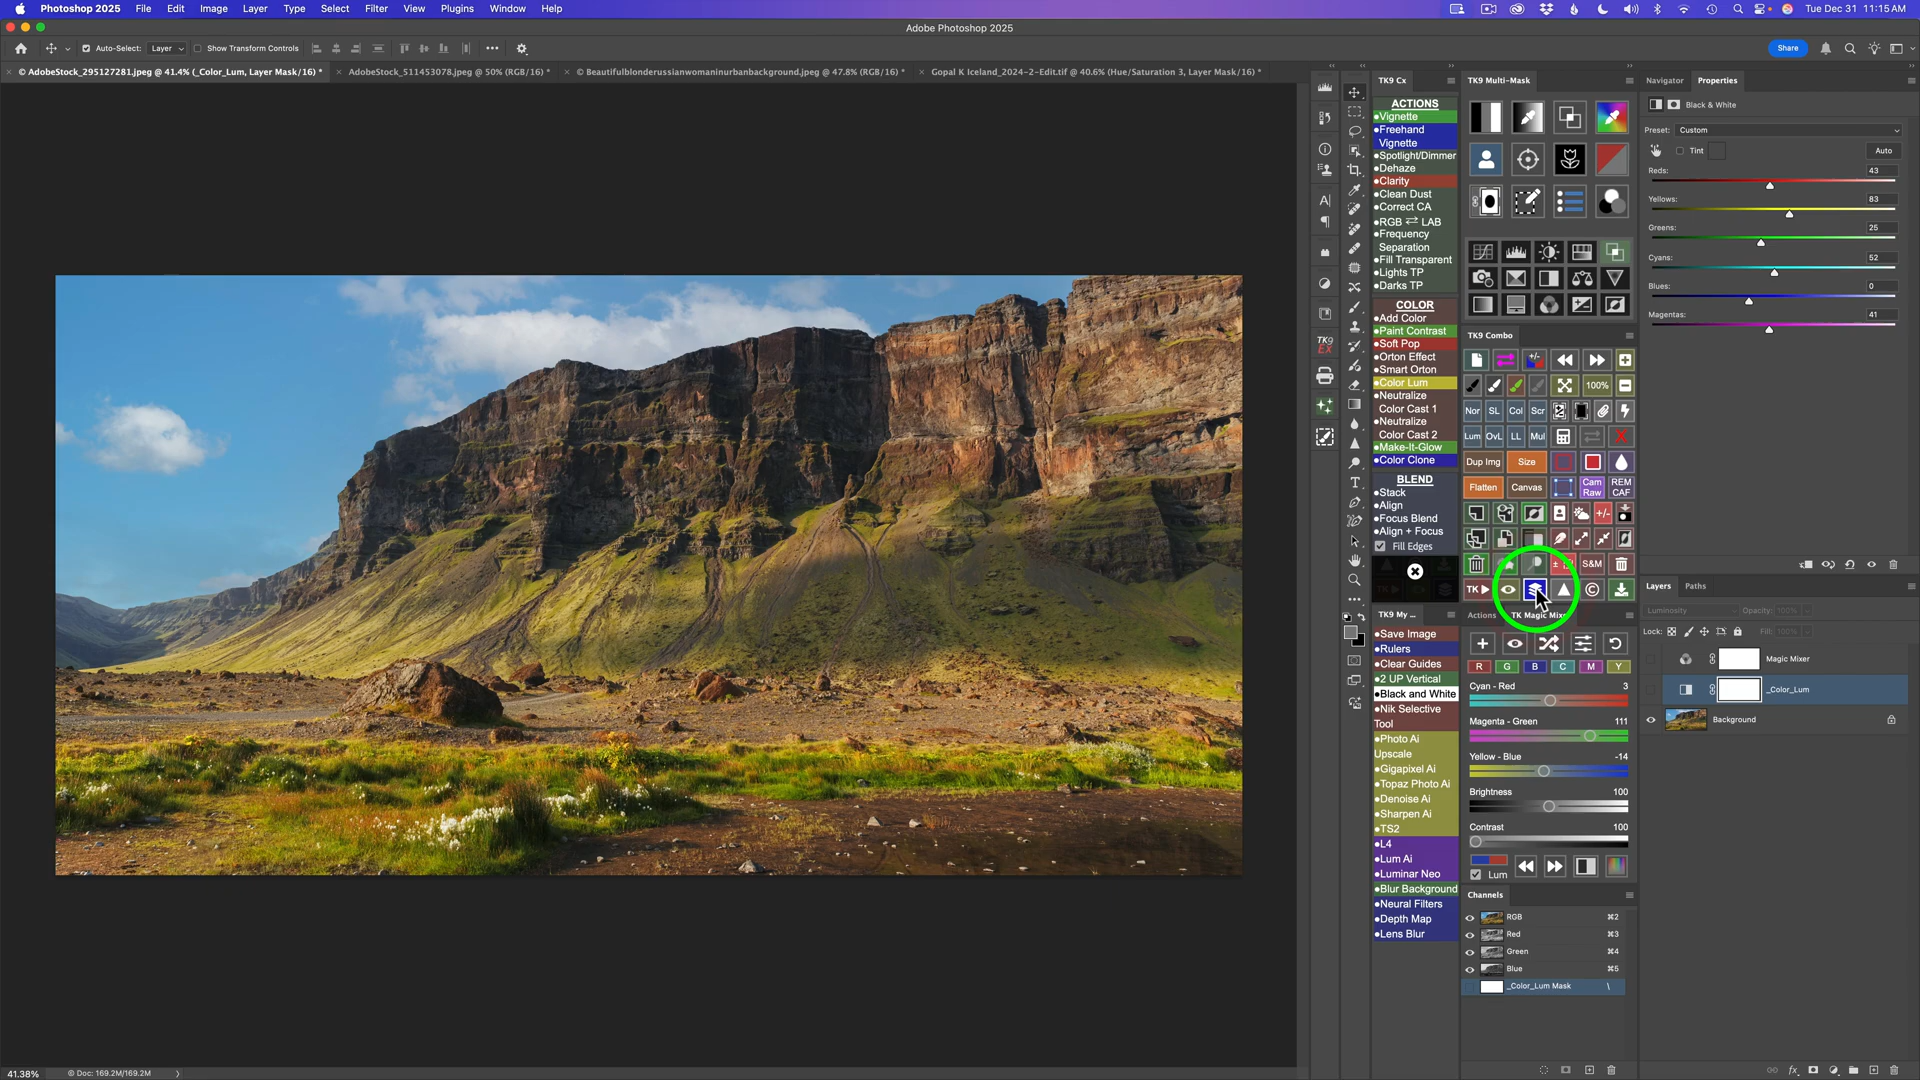 Photoshop 2025 File Edit Image Layer Type Select Filter View Plugins Window Help
Tue Dec 31 11:15 AM
Adobe Photoshop 2025
Auto-Select: Layer Show Transform Controls
Share
© AdobeStock_295127281.jpeg @ 41.4% (_Color_Lum, Layer Mask/16) *
AdobeStock_511453078.jpeg @ 50% (RGB/16) *
© Beautifulblonderussianwomaninurbanbackground.jpeg @ 47.8% (RGB/16) *
Gopal K Iceland_2024-2-Edit.tif @ 40.6% (Hue/Saturation 3, Layer Mask/16) *
TK9 Cx
ACTIONS
Vignette
Freehand
Vignette
Spotlight/Dimmer
Dehaze
Clarity
Clean Dust
Correct CA
RGB ⇄ LAB
Frequency
Separation
Fill Transparent
Lights TP
Darks TP
COLOR
Add Color
Paint Contrast
Soft Pop
Orton Effect
Smart Orton
Color Lum
Neutralize
Color Cast 1
Neutralize
Color Cast 2
Make-It-Glow
Color Clone
BLEND
Stack
Align
Focus Blend
Align + Focus
Fill Edges
TK9 My ...
Save Image
Rulers
Clear Guides
2 UP Vertical
Black and White
Nik Selective
Tool
Photo Ai
Upscale
Gigapixel Ai
Topaz Photo Ai
Denoise Ai
Sharpen Ai
TS2
L4
Lum Ai
Luminar Neo
Blur Background
Neural Filters
Depth Map
Lens Blur
TK9 EX
TK9 Multi-Mask
TK9 Combo
100%
Nor SL Col Scr
Lum OvL LL Mul
Dup Img Size
Flatten Canvas Cam Raw REM CAF
S&M
TK
Actions TK Magic Mix
R G B C M Y
Cyan - Red 3
Magenta - Green 111
Yellow - Blue -14
Brightness 100
Contrast 100
Lum
Channels
RGB ⌘2
Red ⌘3
Green ⌘4
Blue ⌘5
_Color_Lum Mask \
Navigator Properties
Black & White
Preset: Custom
Tint Auto
Reds: 43
Yellows: 83
Greens: 25
Cyans: 52
Blues: 0
Magentas: 41
Layers Paths
Luminosity Opacity: 100%
Lock: Fill: 100%
Magic Mixer
_Color_Lum
Background
41.38% Doc: 169.2M/169.2M